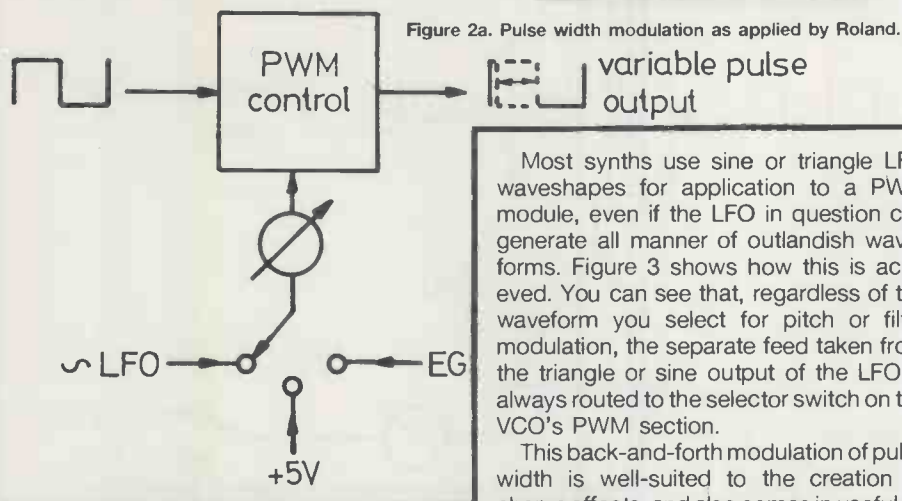 Figure 2a. Pulse width modulation as applied by Roland.
PWM
control
variable pulse
output
LFO
EG
+5V
Most synths use sine or triangle
waveshapes for application to a
module, even if the LFO in question
generate all manner of outlandish wav
forms. Figure 3 shows how this is ac
eved. You can see that, regardless of
waveform you select for pitch or
modulation, the separate feed taken
the triangle or sine output of the LFO
always routed to the selector switch on
VCO's PWM section.
This back-and-forth modulation of
width is well-suited to the creation